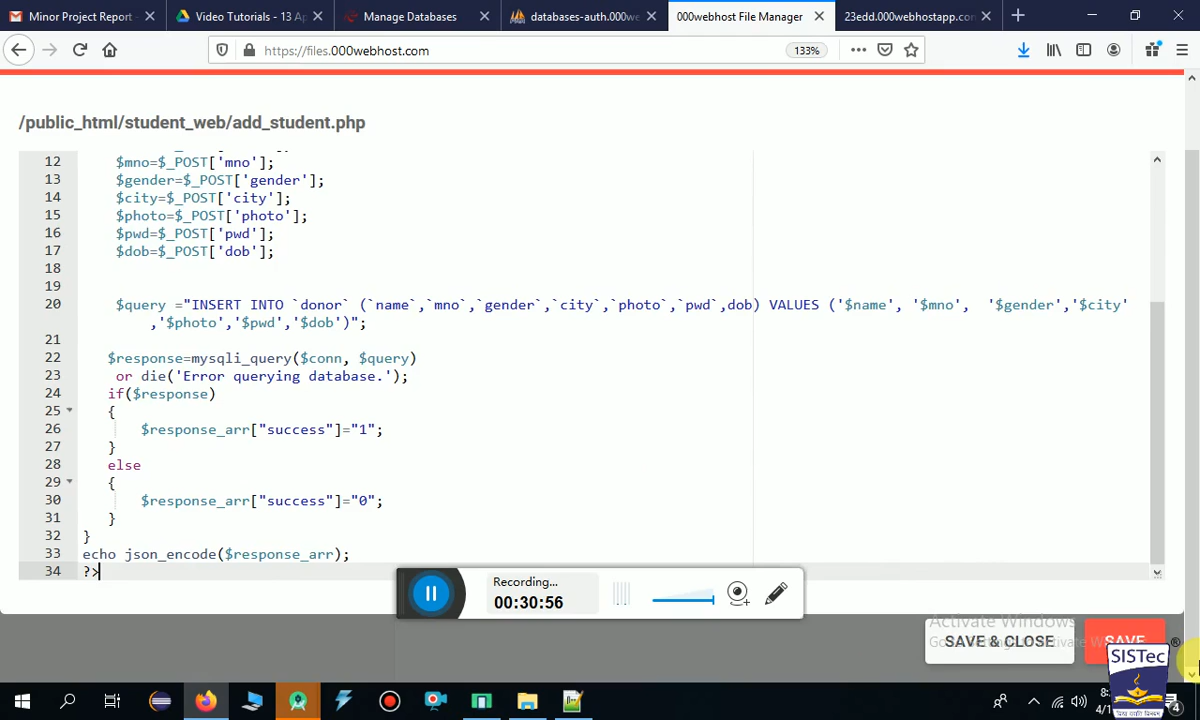 Minor Project Report -
Video Tutorials - 13 A
Manage Databases
databases-auth.000we
000webhost File Manager
23edd.000webhostapp.co
https://files.000webhost.com
133%
/public_html/student_web/add_student.php
12 $mno=$_POST['mno'];
13 $gender=$_POST['gender'];
14 $city=$_POST['city'];
15 $photo=$_POST['photo'];
16 $pwd=$_POST['pwd'];
17 $dob=$_POST['dob'];
18
19
20 $query ="INSERT INTO `donor` (`name`,`mno`,`gender`,`city`,`photo`,`pwd`,dob) VALUES ('$name', '$mno',  '$gender','$city'
,'$photo','$pwd','$dob')";
21
22 $response=mysqli_query($conn, $query)
23 or die('Error querying database.');
24 if($response)
25 {
26 $response_arr["success"]="1";
27 }
28 else
29 {
30 $response_arr["success"]="0";
31 }
32 }
33 echo json_encode($response_arr);
34 ?>
Recording...
00:30:56
Activate Windows
SAVE & CLOSE
SAVE
SISTec
®
4